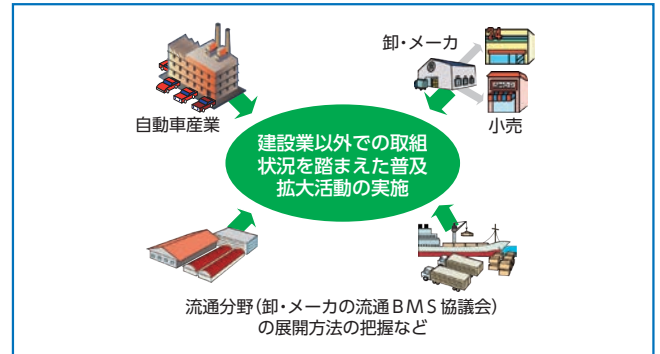 卸・メーカ
自動車産業
小売
建設業以外での取組
状況を踏まえた普及
拡大活動の実施
流通分野(卸・メーカの流通BMS協議会)
の展開方法の把握など